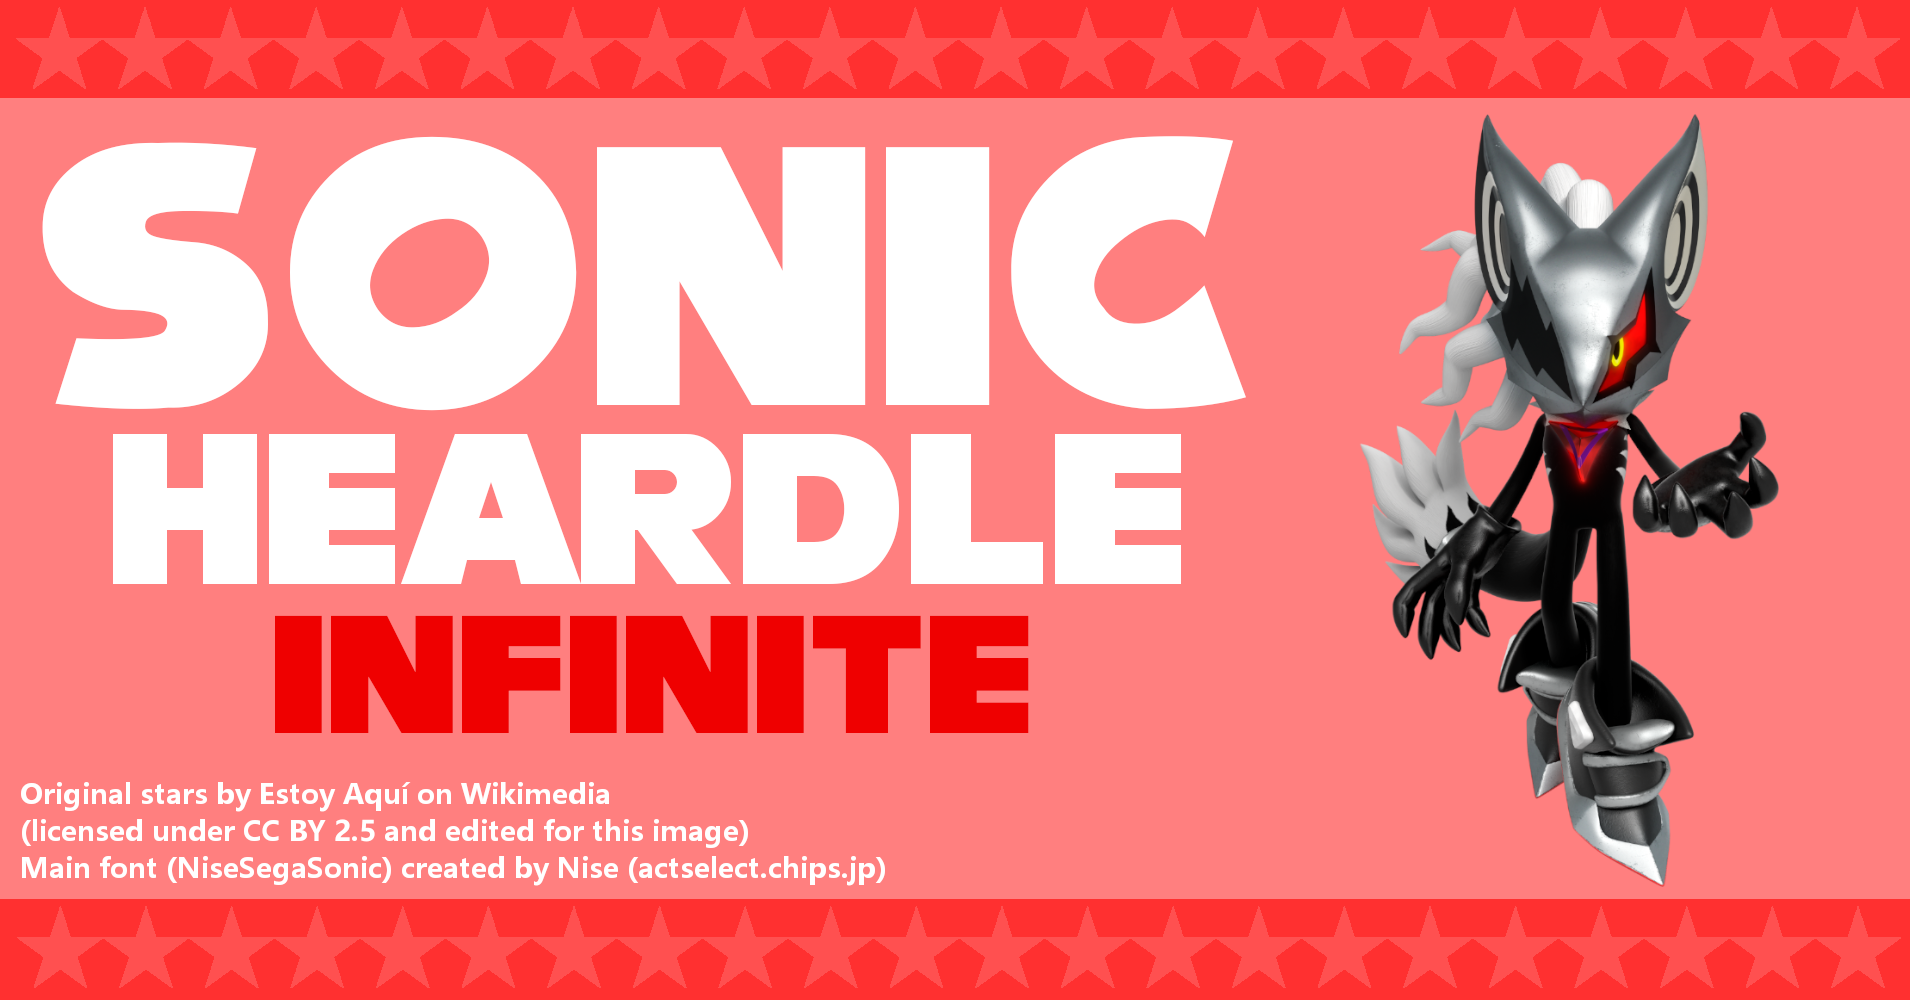 SONIC
HEARDLE
INFINITE
Original stars by Estoy Aquí on Wikimedia
(licensed under CC BY 2.5 and edited for this image)
Main font (NiseSegaSonic) created by Nise (actselect.chips.jp)